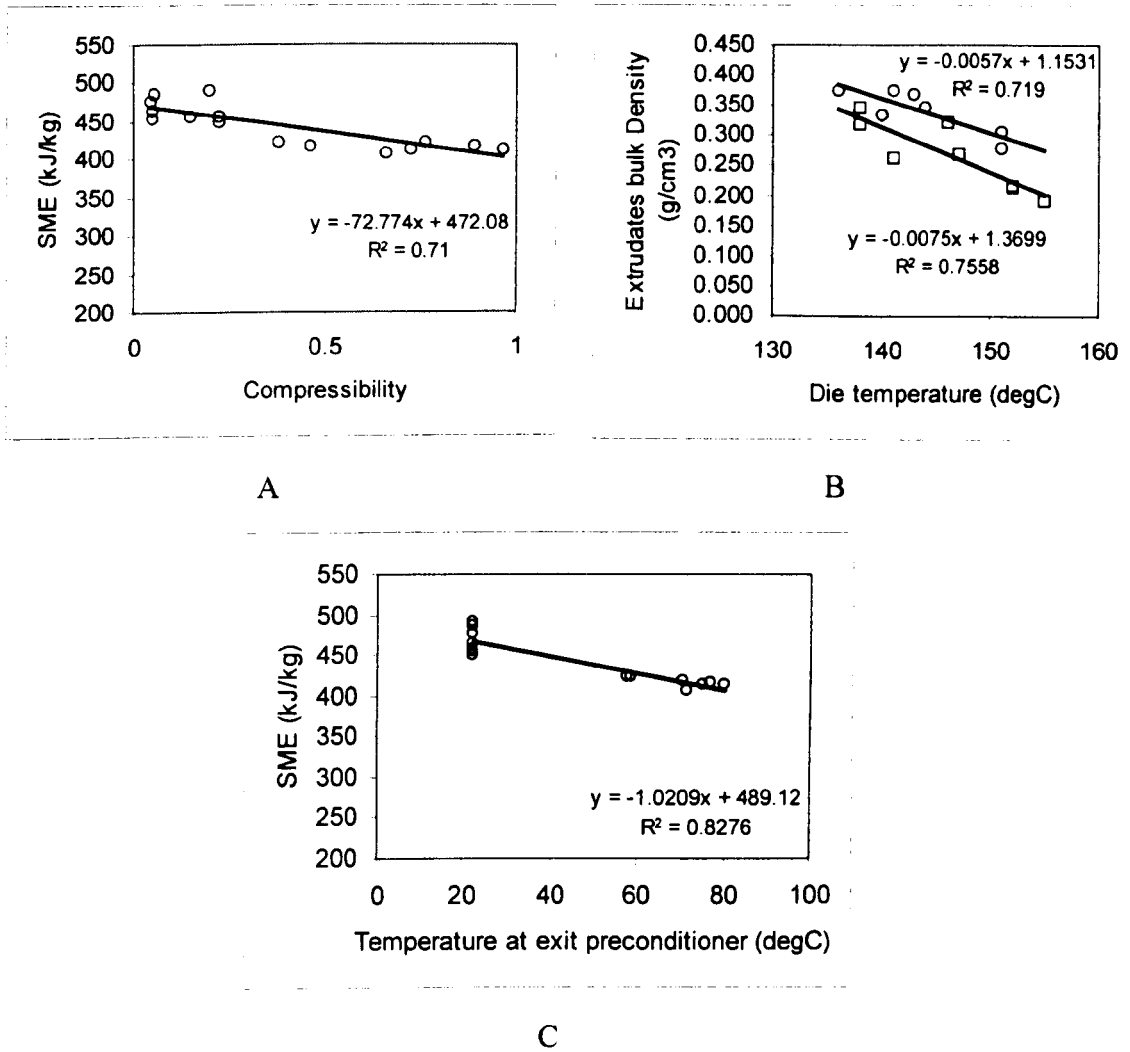 550
500
450
400
350
300
250
200
SME (kJ/kg)
y = -72.774x + 472.08
R² = 0.71
0 0.5 1
Compressibility
A
0.450
0.400
0.350
0.300
0.250
0.200
0.150
0.100
0.050
0.000
Extrudates bulk Density
(g/cm3)
y = -0.0057x + 1.1531
R² = 0.719
y = -0.0075x + 1.3699
R² = 0.7558
130 140 150 160
Die temperature (degC)
B
550
500
450
400
350
300
250
200
SME (kJ/kg)
y = -1.0209x + 489.12
R² = 0.8276
0 20 40 60 80 100
Temperature at exit preconditioner (degC)
C